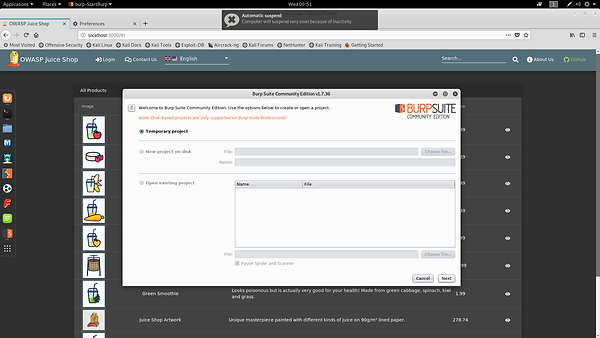 Applications ▾ Places ▾ burp-StartBurp ▾
Wed 00:51
Automatic suspend
Computer will suspend very soon because of inactivity.
OWASP Juice Shop × Preferences ×
localhost:3000/#/
Search
Most Visited Offensive Security Kali Linux Kali Docs Kali Tools Exploit-DB Aircrack-ng Kali Forums NetHunter Kali Training Getting Started
OWASP Juice Shop Login Contact Us English Search... About Us GitHub
All Products
Image
Burp Suite Community Edition v1.7.36
? Welcome to Burp Suite Community Edition. Use the options below to create or open a project.
Note: Disk-based projects are only supported on Burp Suite Professional.
BURPSUITE
COMMUNITY EDITION
Temporary project
New project on disk File: Choose file...
Name:
Open existing project
Name File
File: Choose file...
Pause Spider and Scanner
Cancel Next
Green Smoothie
Looks poisonous but is actually very good for your health! Made from green cabbage, spinach, kiwi and grass.
1.99
Juice Shop Artwork
Unique masterpiece painted with different kinds of juice on 90g/m² lined paper.
278.74